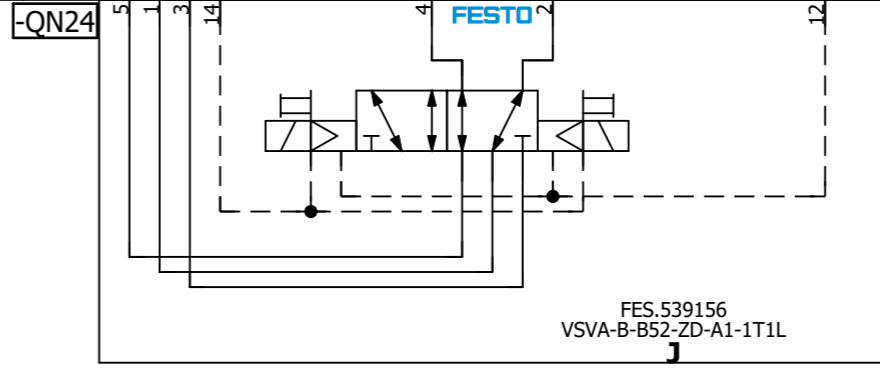 -QN24
5
1
3
14
4
FESTO
2
12
FES.539156
VSVA-B-B52-ZD-A1-1T1L
J